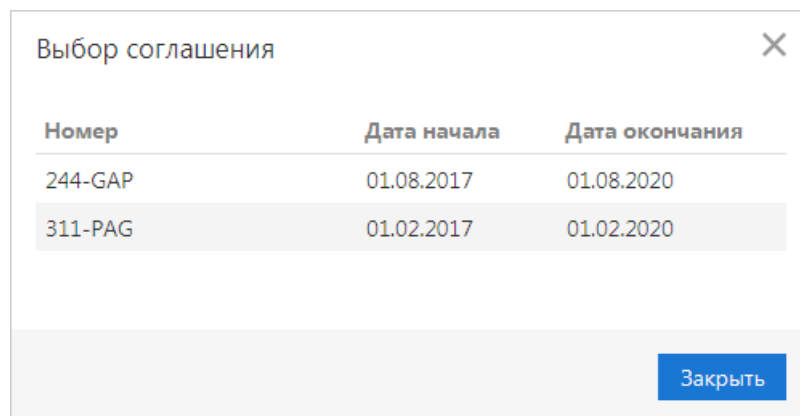 Выбор соглашения
Номер Дата начала Дата окончания
244-GAP 01.08.2017 01.08.2020
311-PAG 01.02.2017 01.02.2020
Закрыть